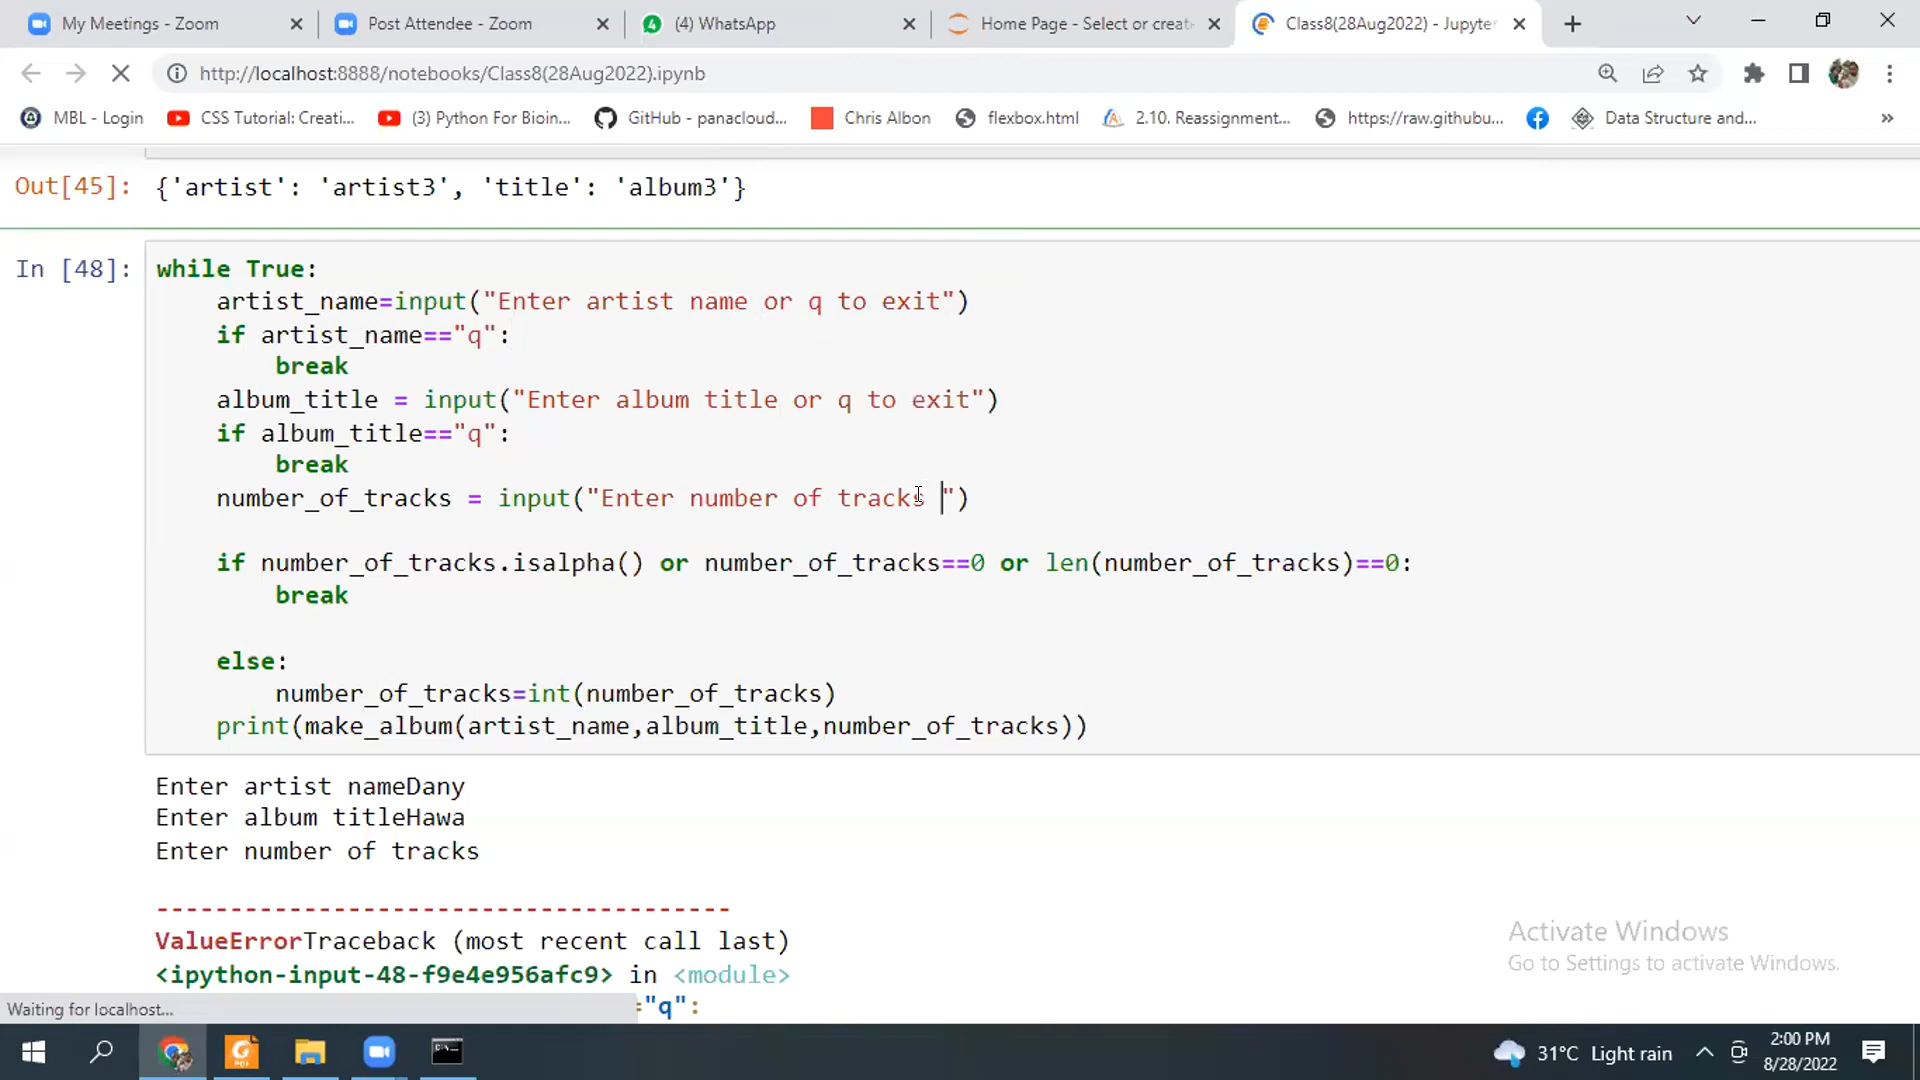 My Meetings - Zoom
Post Attendee - Zoom
4
(4) WhatsApp
Home Page - Select or create
Class8(28Aug2022) - Jupyter
http://localhost:8888/notebooks/Class8(28Aug2022).ipynb
MBL - Login
CSS Tutorial: Creati...
(3) Python For Bioin...
GitHub - panacloud...
Chris Albon
flexbox.html
2.10. Reassignment...
https://raw.githubu...
Data Structure and...
»
Out[45]: {'artist': 'artist3', 'title': 'album3'}
In [48]: while True:
artist_name=input("Enter artist name or q to exit")
if artist_name=="q":
break
album_title = input("Enter album title or q to exit")
if album_title=="q":
break
number_of_tracks = input("Enter number of tracks ")
if number_of_tracks.isalpha() or number_of_tracks==0 or len(number_of_tracks)==0:
break
else:
number_of_tracks=int(number_of_tracks)
print(make_album(artist_name,album_title,number_of_tracks))
Enter artist nameDany
Enter album titleHawa
Enter number of tracks
---------------------------------------
ValueErrorTraceback (most recent call last)
<ipython-input-48-f9e4e956afc9> in <module>
="q":
Activate Windows
Go to Settings to activate Windows.
Waiting for localhost...
31°C Light rain
2:00 PM
8/28/2022